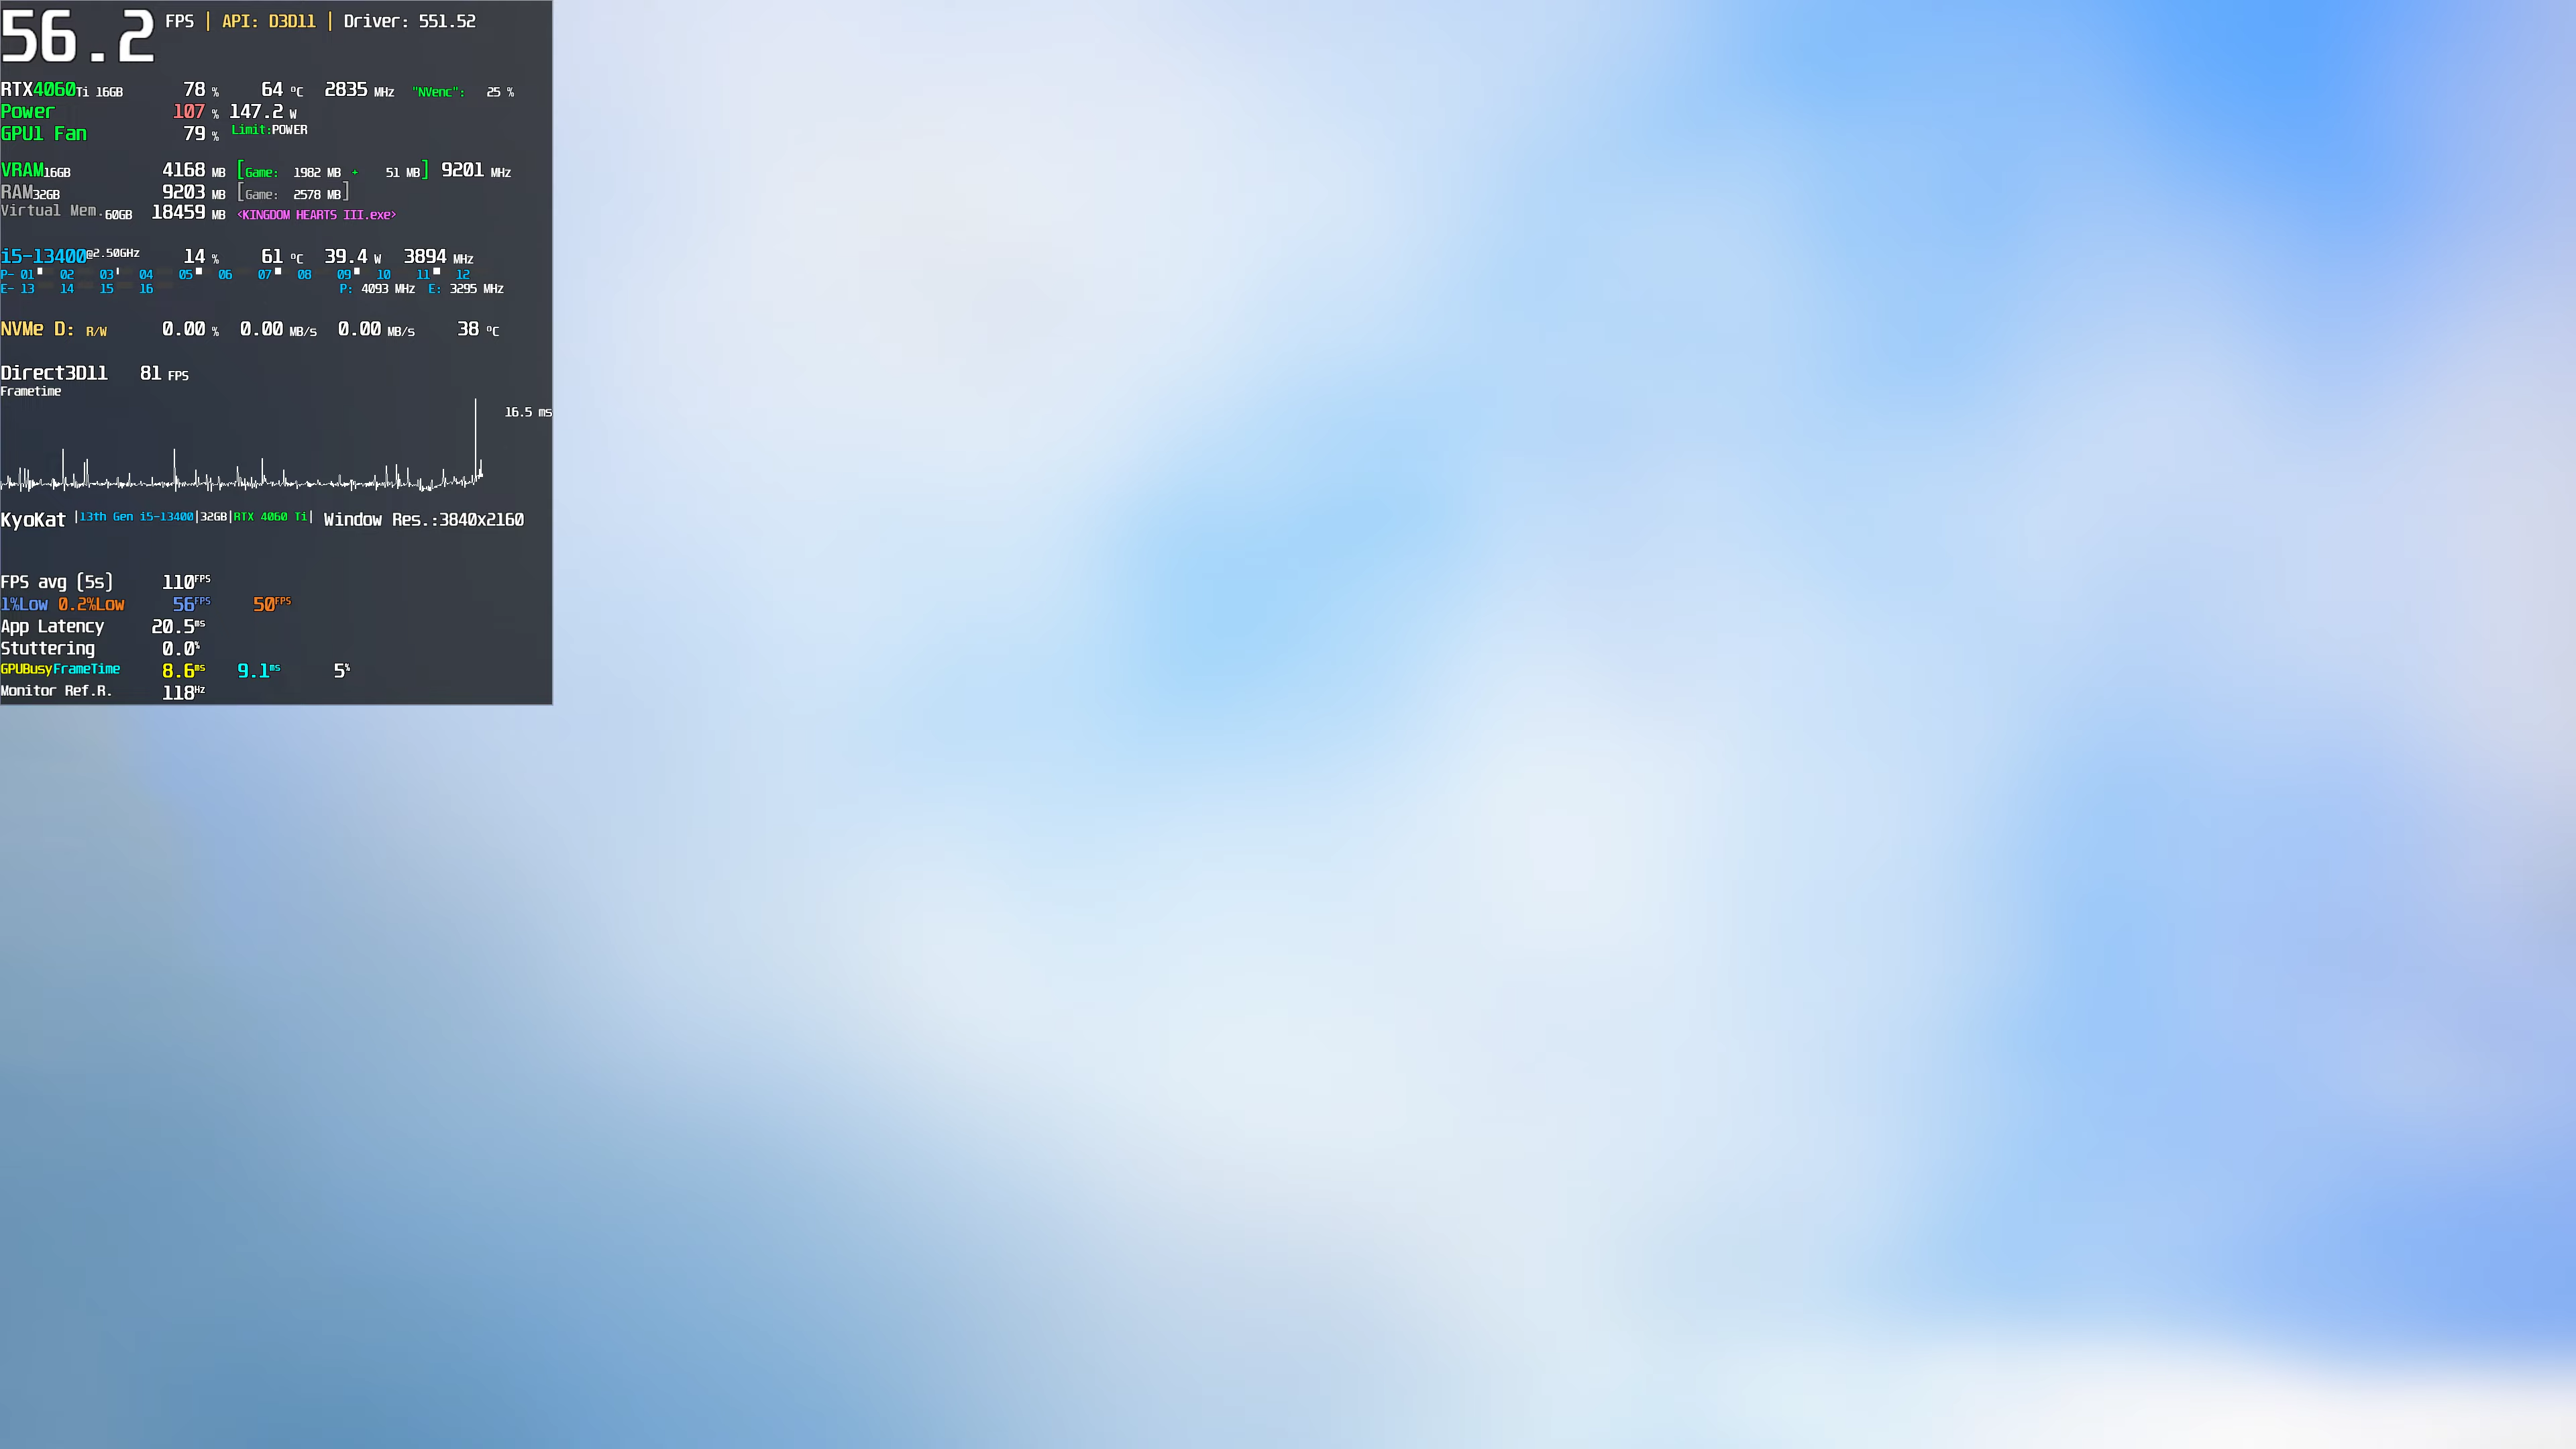 56.2 FPS | API: D3D11 | Driver: 551.52
RTX4060Ti 16GB 78 % 64 °C 2835 MHz "NVenc": 25 %
Power 107 % 147.2 W
GPU1 Fan 79 % Limit:POWER
VRAM16GB 4168 MB [Game: 1982 MB + 51 MB] 9201 MHz
RAM32GB 9203 MB [Game: 2578 MB]
Virtual Mem.60GB 18459 MB <KINGDOM HEARTS III.exe>
i5-13400@2.50GHz 14 % 61 °C 39.4 W 3894 MHz
P- 01 02 03 04 05 06 07 08 09 10 11 12
E- 13 14 15 16 P: 4093 MHz E: 3295 MHz
NVMe D: R/W 0.00 % 0.00 MB/s 0.00 MB/s 38 °C
Direct3D11 81 FPS
Frametime
16.5 ms
KyoKat |13th Gen i5-13400|32GB|RTX 4060 Ti| Window Res.:3840x2160
FPS avg (5s) 110FPS
1%Low 0.2%Low 56FPS 50FPS
App Latency 20.5ms
Stuttering 0.0%
GPUBusyFrameTime 8.6ms 9.1ms 5%
Monitor Ref.R. 118Hz